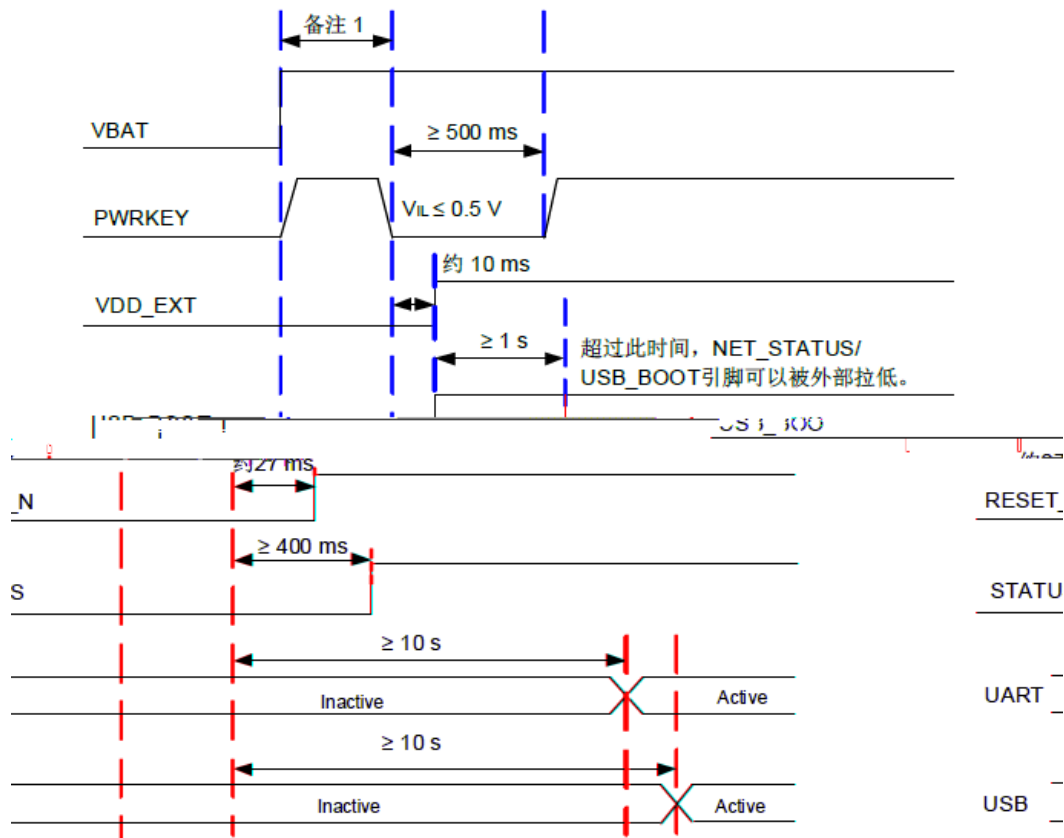 备注 1
VBAT
≥ 500 ms
PWRKEY
VIL ≤ 0.5 V
约 10 ms
VDD_EXT
≥ 1 s
超过此时间，NET_STATUS/
USB_BOOT引脚可以被外部拉低。
约27 ms
_N
RESET_
≥ 400 ms
S
STATU
≥ 10 s
Inactive
Active
UART
≥ 10 s
Inactive
Active
USB